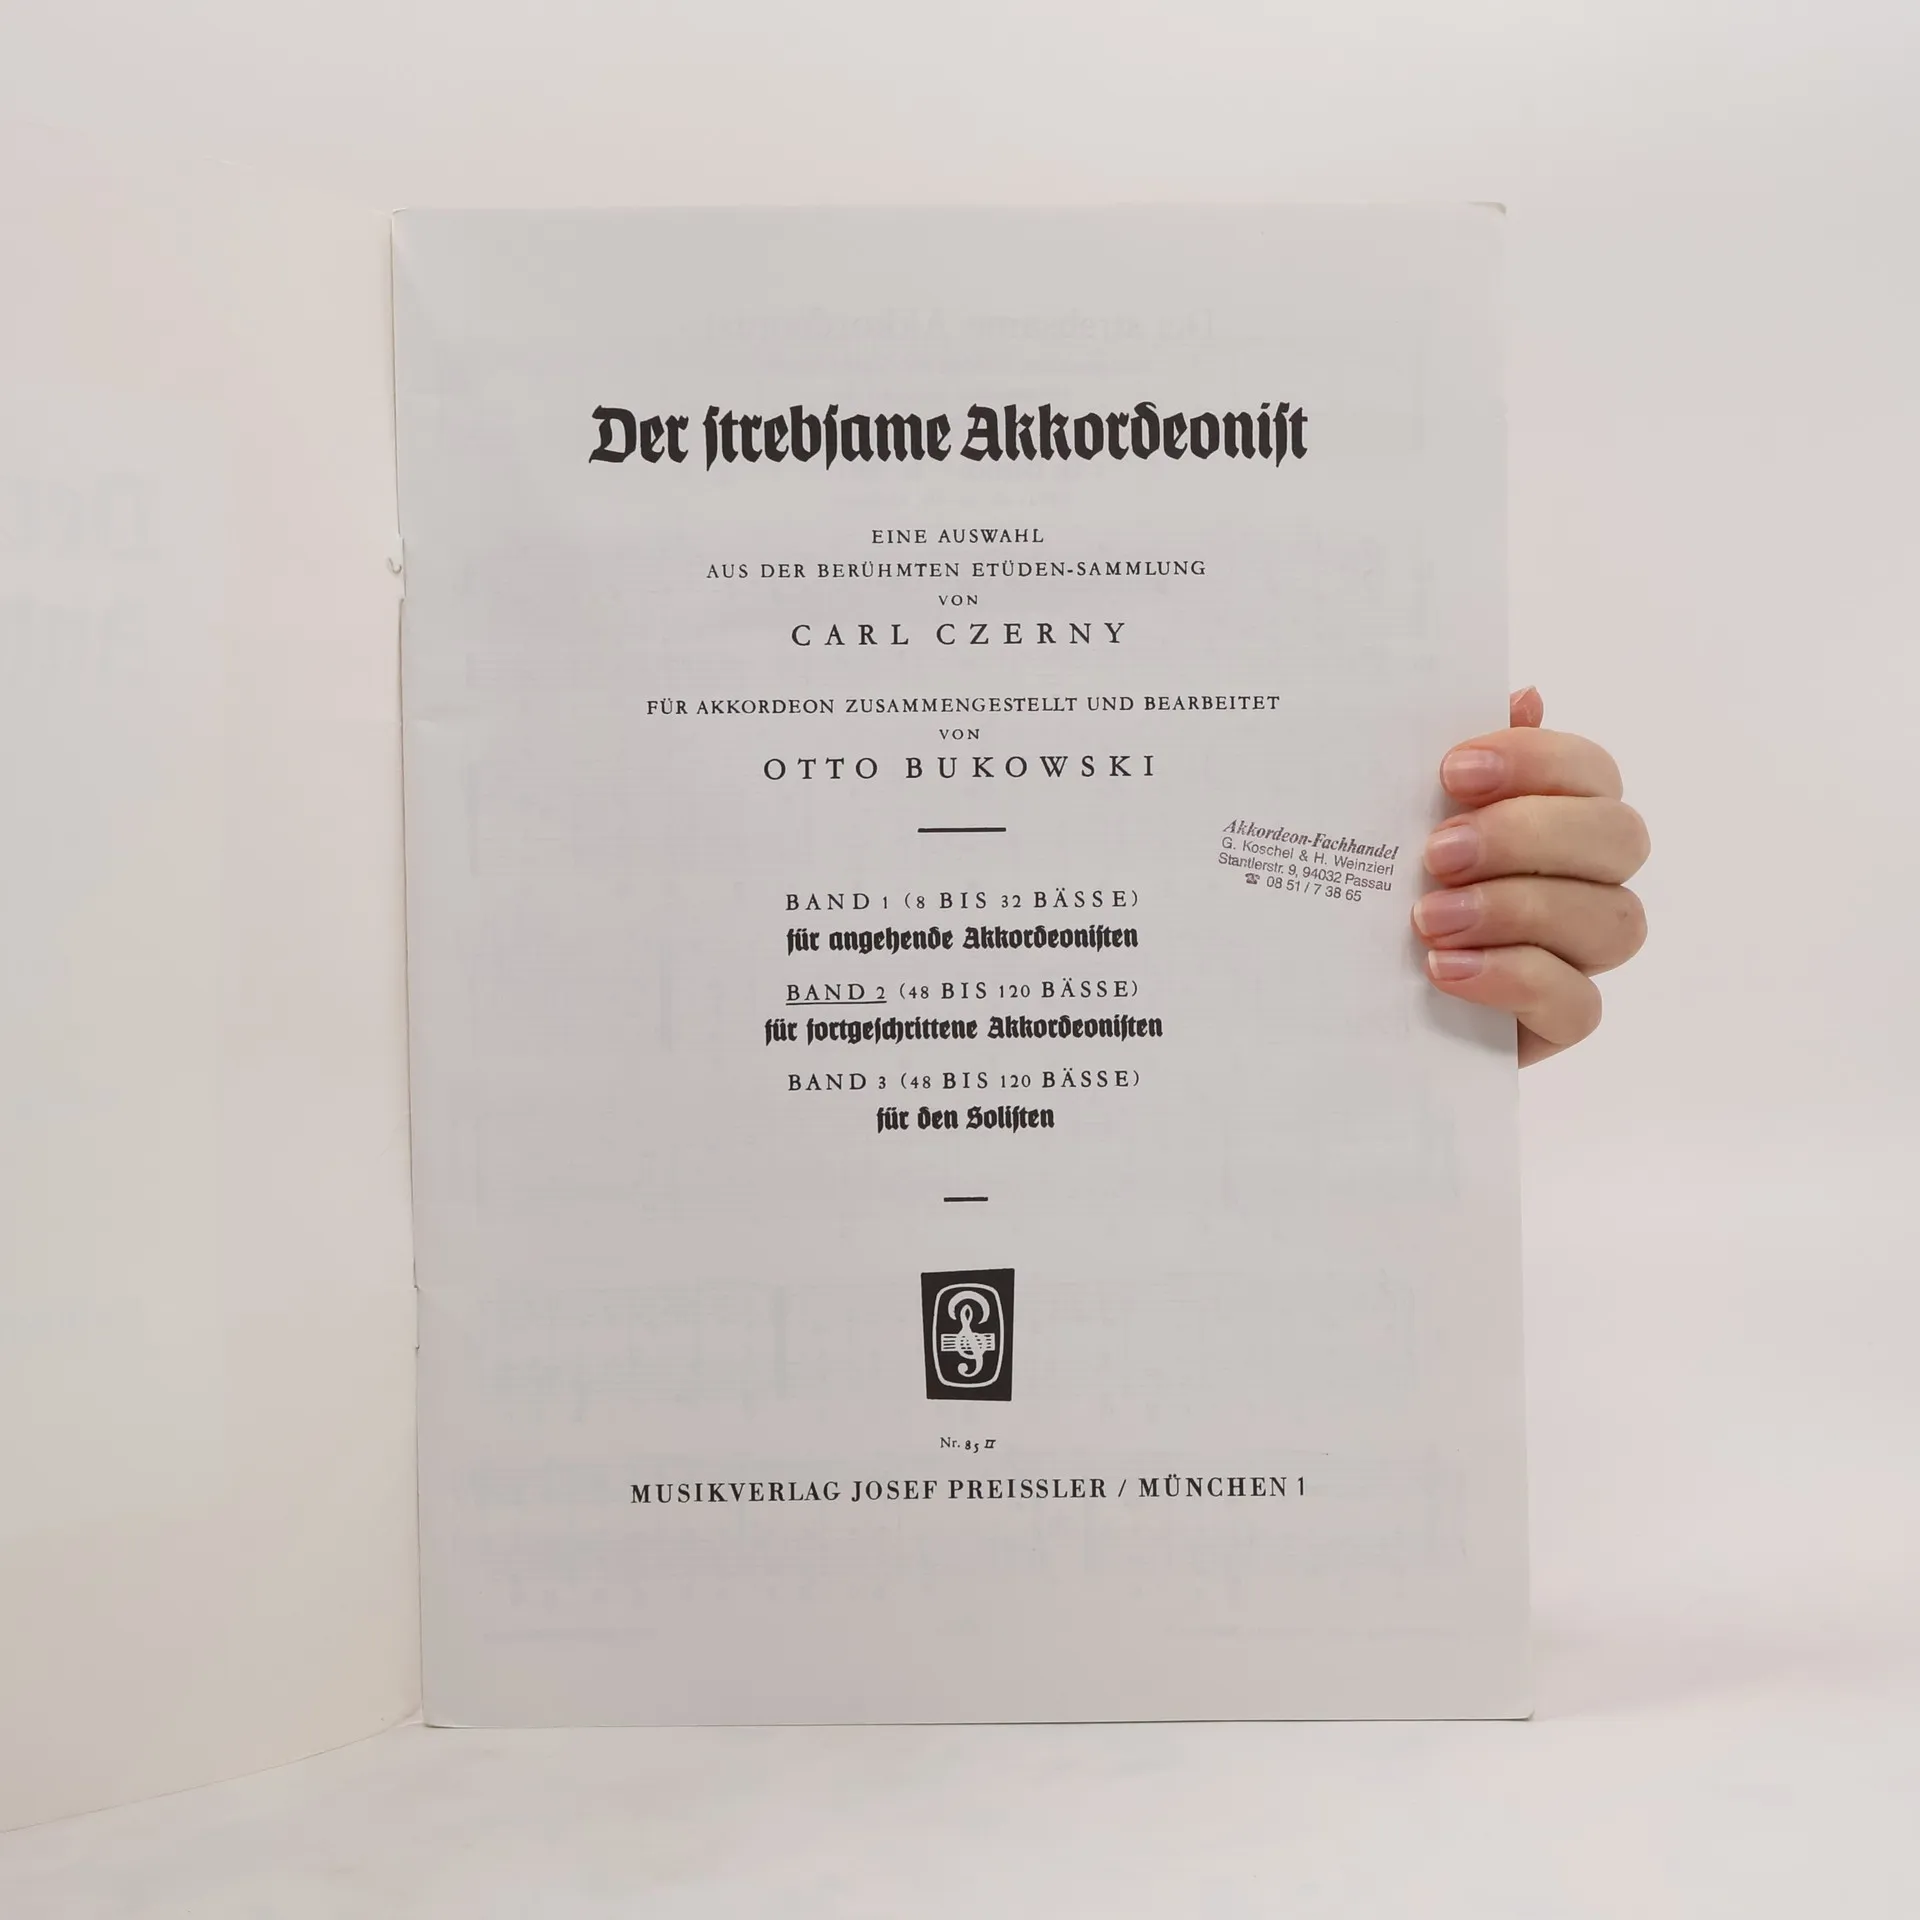 Der ſtrebſame Akkordeoniſt
EINE AUSWAHL
AUS DER BERÜHMTEN ETÜDEN-SAMMLUNG
VON
CARL CZERNY
FÜR AKKORDEON ZUSAMMENGESTELLT UND BEARBEITET
VON
OTTO BUKOWSKI
Akkordeon-Fachhandel
G. Koschel & H. Weinzierl
Stantlerstr. 9, 94032 Passau
☎ 08 51 / 7 38 65
BAND 1 (8 BIS 32 BÄSSE)
für angehende Akkordeoniſten
BAND 2 (48 BIS 120 BÄSSE)
für fortgeſchrittene Akkordeoniſten
BAND 3 (48 BIS 120 BÄSSE)
für den Soliſten
Nr. 85 II
MUSIKVERLAG JOSEF PREISSLER / MÜNCHEN 1